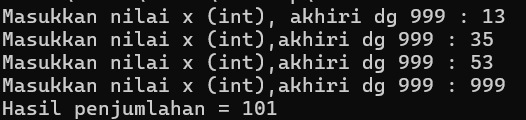 Masukkan nilai x (int), akhiri dg 999 : 13
Masukkan nilai x (int),akhiri dg 999 : 35
Masukkan nilai x (int),akhiri dg 999 : 53
Masukkan nilai x (int),akhiri dg 999 : 999
Hasil penjumlahan = 101